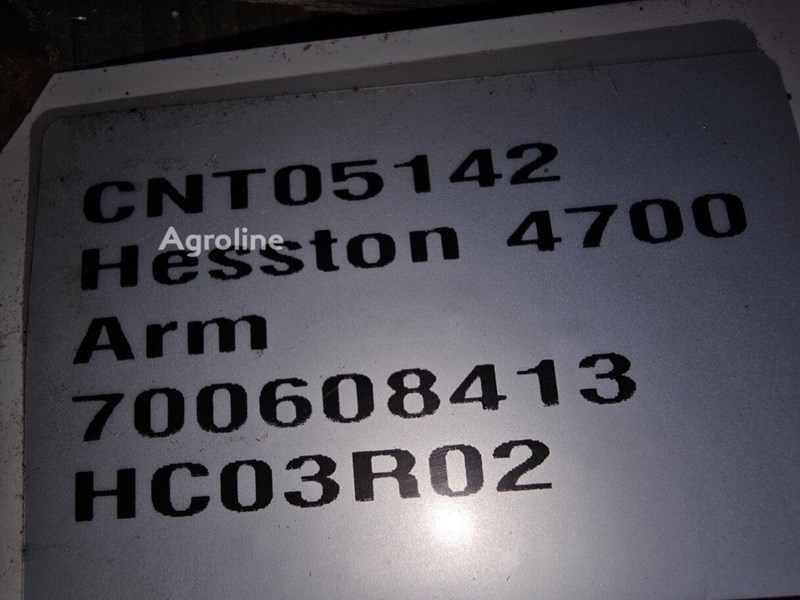 CNT05142
Agroline
Hesston 4700
Arm
700608413
HC03R02